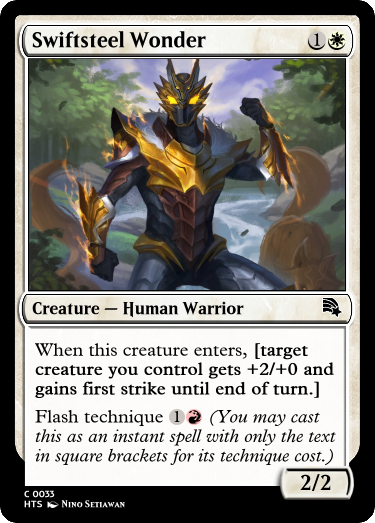 Swiftsteel Wonder 1
Creature — Human Warrior
When this creature enters, [target
creature you control gets +2/+0 and
gains first strike until end of turn.]
Flash technique 1 (You may cast
this as an instant spell with only the text
in square brackets for its technique cost.)
2/2
C 0033
HTS Nino Setiawan